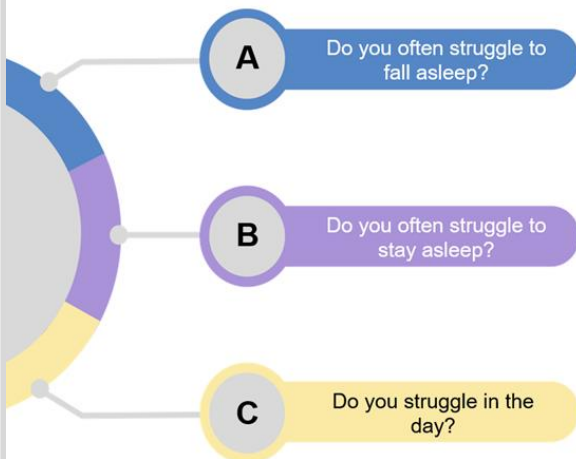 A
Do you often struggle to
fall asleep?
B
Do you often struggle to
stay asleep?
C
Do you struggle in the
day?